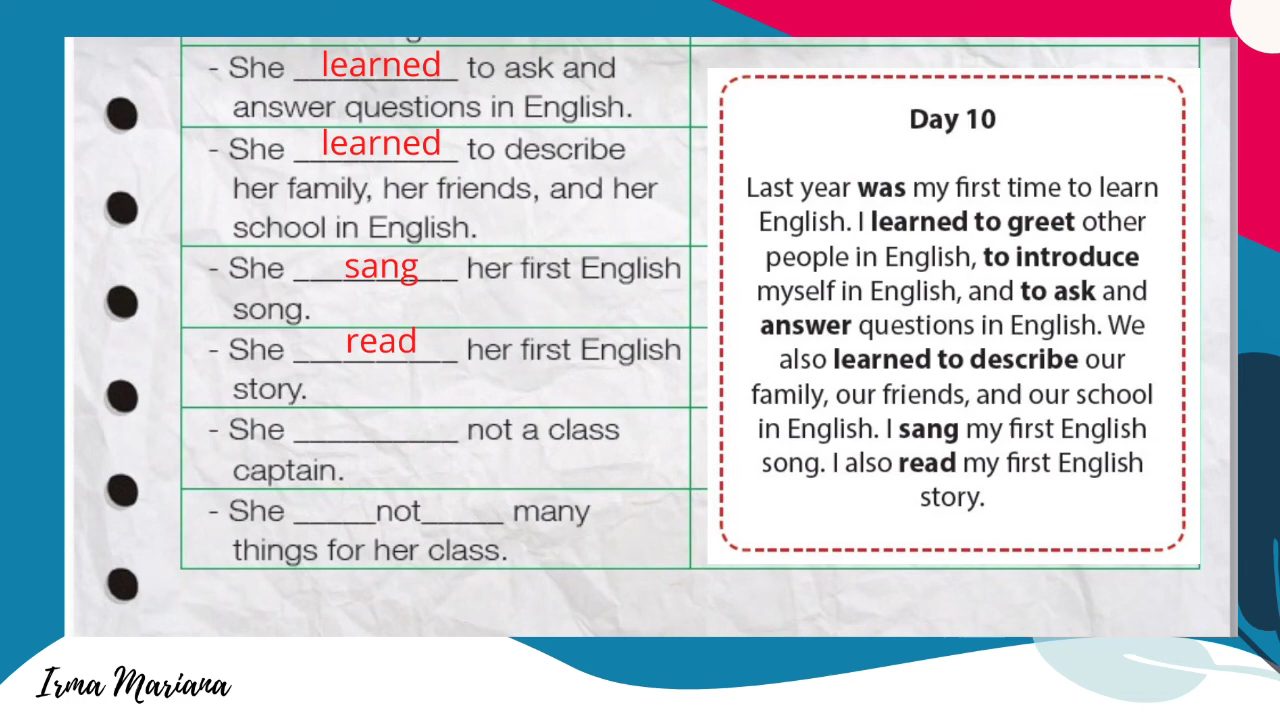 - She learned to ask and
answer questions in English.
- She learned to describe
her family, her friends, and her
school in English.
- She sang her first English
song.
- She read her first English
story.
- She __________ not a class
captain.
- She _____not_____ many
things for her class.
Day 10
Last year was my first time to learn
English. I learned to greet other
people in English, to introduce
myself in English, and to ask and
answer questions in English. We
also learned to describe our
family, our friends, and our school
in English. I sang my first English
song. I also read my first English
story.
Irma Mariana